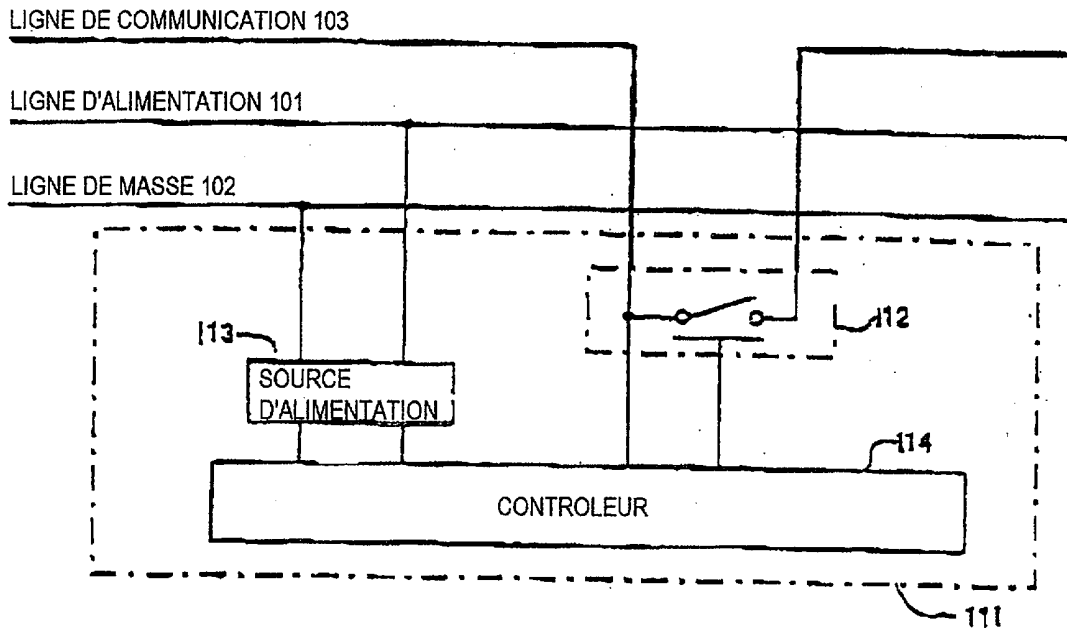 LIGNE DE COMMUNICATION 103
LIGNE D'ALIMENTATION 101
LIGNE DE MASSE 102
112
113
SOURCE
D'ALIMENTATION
114
CONTROLEUR
111